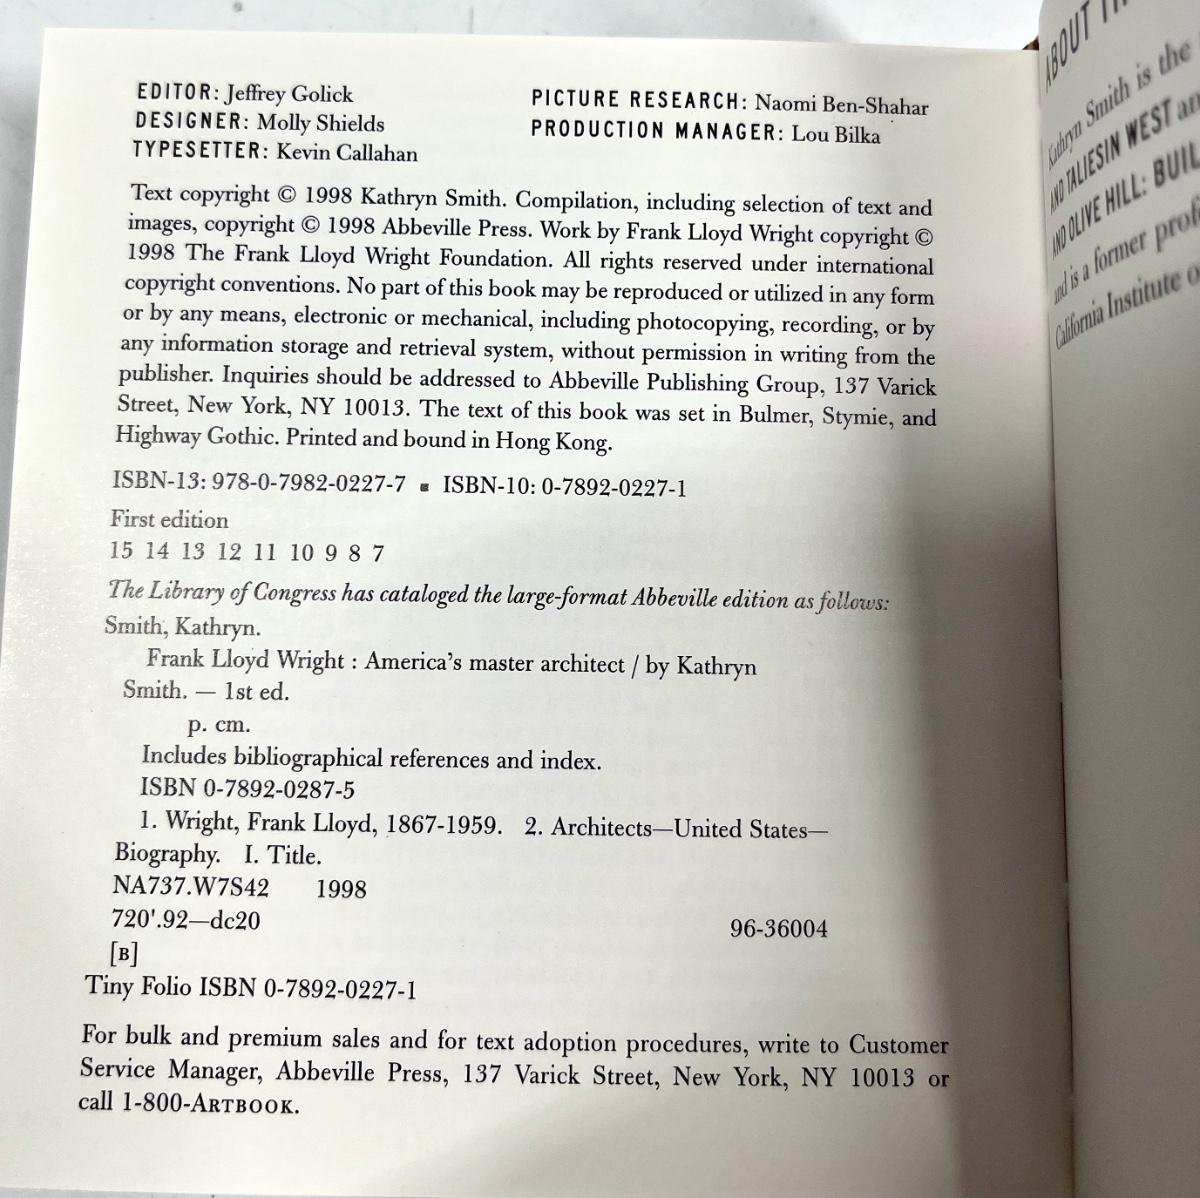 EDITOR: Jeffrey Golick
DESIGNER: Molly Shields
TYPESETTER: Kevin Callahan
PICTURE RESEARCH: Naomi Ben-Shahar
PRODUCTION MANAGER: Lou Bilka
Text copyright © 1998 Kathryn Smith. Compilation, including selection of text and
images, copyright © 1998 Abbeville Press. Work by Frank Lloyd Wright copyright ©
1998 The Frank Lloyd Wright Foundation. All rights reserved under international
copyright conventions. No part of this book may be reproduced or utilized in any form
or by any means, electronic or mechanical, including photocopying, recording, or by
any information storage and retrieval system, without permission in writing from the
publisher. Inquiries should be addressed to Abbeville Publishing Group, 137 Varick
Street, New York, NY 10013. The text of this book was set in Bulmer, Stymie, and
Highway Gothic. Printed and bound in Hong Kong.
ISBN-13: 978-0-7982-0227-7 ▪ ISBN-10: 0-7892-0227-1
First edition
15 14 13 12 11 10 9 8 7
The Library of Congress has cataloged the large-format Abbeville edition as follows:
Smith, Kathryn.
Frank Lloyd Wright : America's master architect / by Kathryn
Smith. — 1st ed.
p. cm.
Includes bibliographical references and index.
ISBN 0-7892-0287-5
1. Wright, Frank Lloyd, 1867-1959. 2. Architects—United States—
Biography. I. Title.
NA737.W7S42 1998
720'.92—dc20 96-36004
[B]
Tiny Folio ISBN 0-7892-0227-1
For bulk and premium sales and for text adoption procedures, write to Customer
Service Manager, Abbeville Press, 137 Varick Street, New York, NY 10013 or
call 1-800-ARTBOOK.
ABOUT
Kathryn Smith is the
AND TALIESIN WEST
AND OLIVE HILL:
and is a former
California Institute